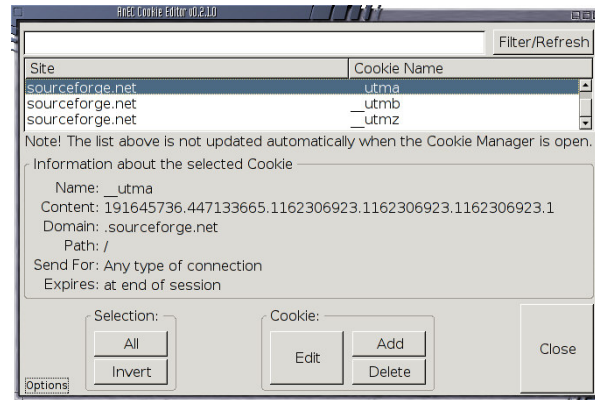 AnEC Cookie Editor v0.2.1.0
Filter/Refresh
Site Cookie Name
sourceforge.net __utma
sourceforge.net __utmb
sourceforge.net __utmz
Note! The list above is not updated automatically when the Cookie Manager is open.
Information about the selected Cookie
Name: __utma
Content: 191645736.447133665.1162306923.1162306923.1162306923.1
Domain: .sourceforge.net
Path: /
Send For: Any type of connection
Expires: at end of session
Selection: Cookie:
All Edit Add Close
Invert Delete
Options